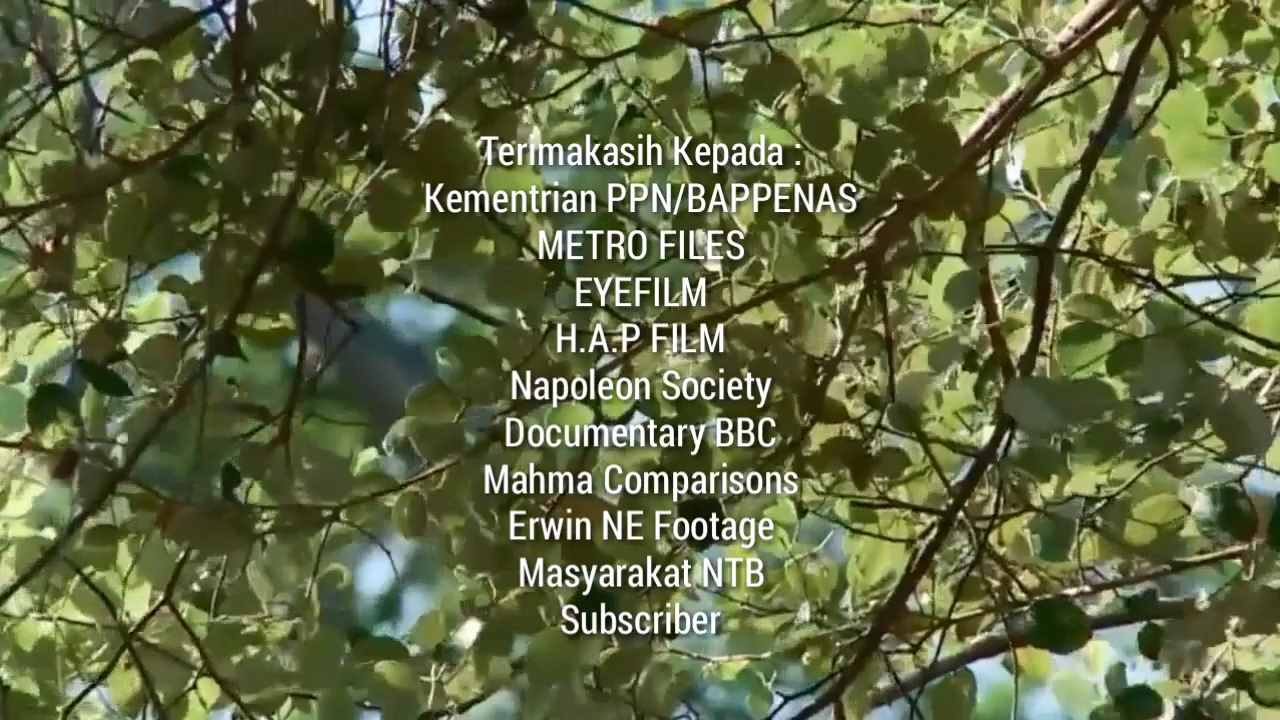 Terimakasih Kepada :
Kementrian PPN/BAPPENAS
METRO FILES
EYEFILM
H.A.P FILM
Napoleon Society
Documentary BBC
Mahma Comparisons
Erwin NE Footage
Masyarakat NTB
Subscriber